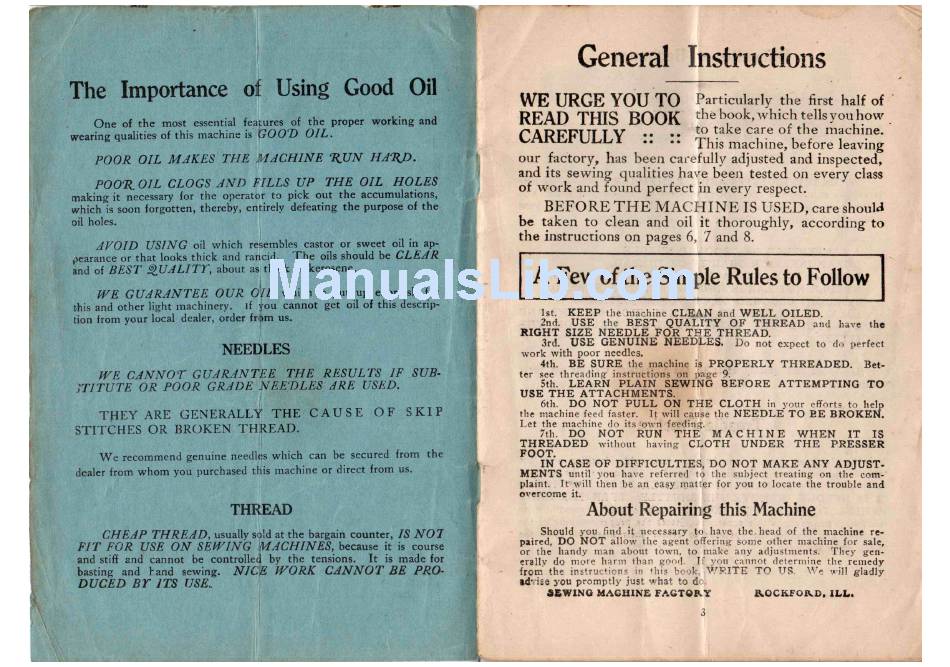 The Importance of Using Good Oil
One of the most essential features of the proper working and
wearing qualities of this machine is GOOD OIL.
POOR OIL MAKES THE MACHINE RUN HARD.
POOR OIL CLOGS AND FILLS UP THE OIL HOLES
making it necessary for the operator to pick out the accumulations,
which is soon forgotten, thereby, entirely defeating the purpose of the
oil holes.
AVOID USING oil which resembles castor or sweet oil in ap-
pearance or that looks thick and rancid. The oils should be CLEAR
and of BEST QUALITY, about as kerosene.
WE GUARANTEE OUR OIL
this and other light machinery. If you cannot get oil of this descrip-
tion from your local dealer, order from us.
NEEDLES
WE CANNOT GUARANTEE THE RESULTS IF SUB-
STITUTE OR POOR GRADE NEEDLES ARE USED.
THEY ARE GENERALLY THE CAUSE OF SKIP
STITCHES OR BROKEN THREAD.
We recommend genuine needles which can be secured from the
dealer from whom you purchased this machine or direct from us.
THREAD
CHEAP THREAD, usually sold at the bargain counter, IS NOT
FIT FOR USE ON SEWING MACHINES, because it is course
and stiff and cannot be controlled by the tensions. It is made for
basting and hand sewing. NICE WORK CANNOT BE PRO-
DUCED BY ITS USE.
General Instructions
WE URGE YOU TO
READ THIS BOOK
CAREFULLY :: ::
Particularly the first half of
the book, which tells you how
to take care of the machine.
This machine, before leaving
our factory, has been carefully adjusted and inspected,
and its sewing qualities have been tested on every class
of work and found perfect in every respect.
BEFORE THE MACHINE IS USED, care should
be taken to clean and oil it thoroughly, according to
the instructions on pages 6, 7 and 8.
A Few of the Simple Rules to Follow
1st. KEEP the machine CLEAN and WELL OILED.
2nd. USE the BEST QUALITY OF THREAD and have the
RIGHT SIZE NEEDLE FOR THE THREAD.
3rd. USE GENUINE NEEDLES. Do not expect to do perfect
work with poor needles.
4th. BE SURE the machine is PROPERLY THREADED. Bet-
ter see threading instructions on page 9.
5th. LEARN PLAIN SEWING BEFORE ATTEMPTING TO
USE THE ATTACHMENTS.
6th. DO NOT PULL ON THE CLOTH in your efforts to help
the machine feed faster. It will cause the NEEDLE TO BE BROKEN.
Let the machine do its own feeding.
7th. DO NOT RUN THE MACHINE WHEN IT IS
THREADED without having CLOTH UNDER THE PRESSER
FOOT.
IN CASE OF DIFFICULTIES, DO NOT MAKE ANY ADJUST-
MENTS until you have referred to the subject treating on the com-
plaint. It will then be an easy matter for you to locate the trouble and
overcome it.
About Repairing this Machine
Should you find it necessary to have the head of the machine re-
paired, DO NOT allow the agent offering some other machine for sale,
or the handy man about town, to make any adjustments. They gen-
erally do more harm than good. If you cannot determine the remedy
from the instructions in this book, WRITE TO US. We will gladly
advise you promptly just what to do.
SEWING MACHINE FACTORY ROCKFORD, ILL.
3
ManualsLib.com